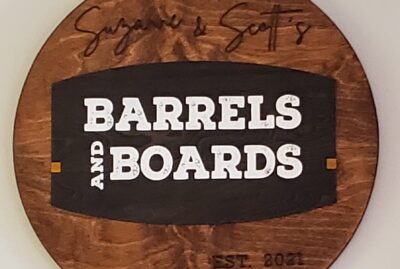 Suzanne & Scott's
BARRELS
AND BOARDS
EST. 2021